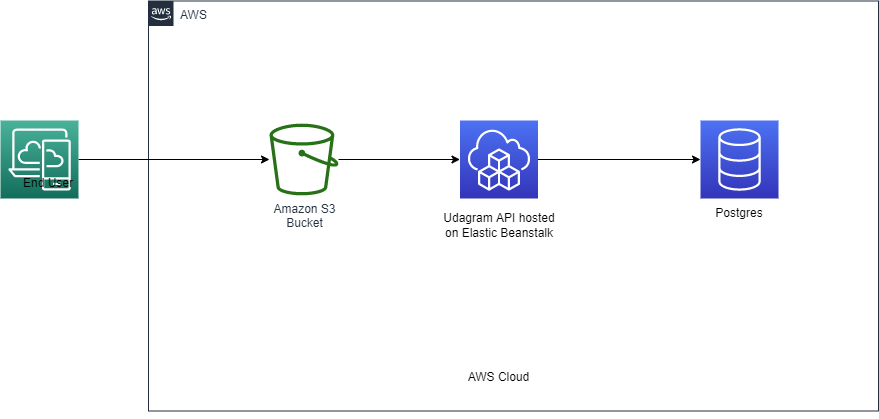 aws
AWS
End User
Amazon S3
Bucket
Udagram API hosted
on Elastic Beanstalk
Postgres
AWS Cloud